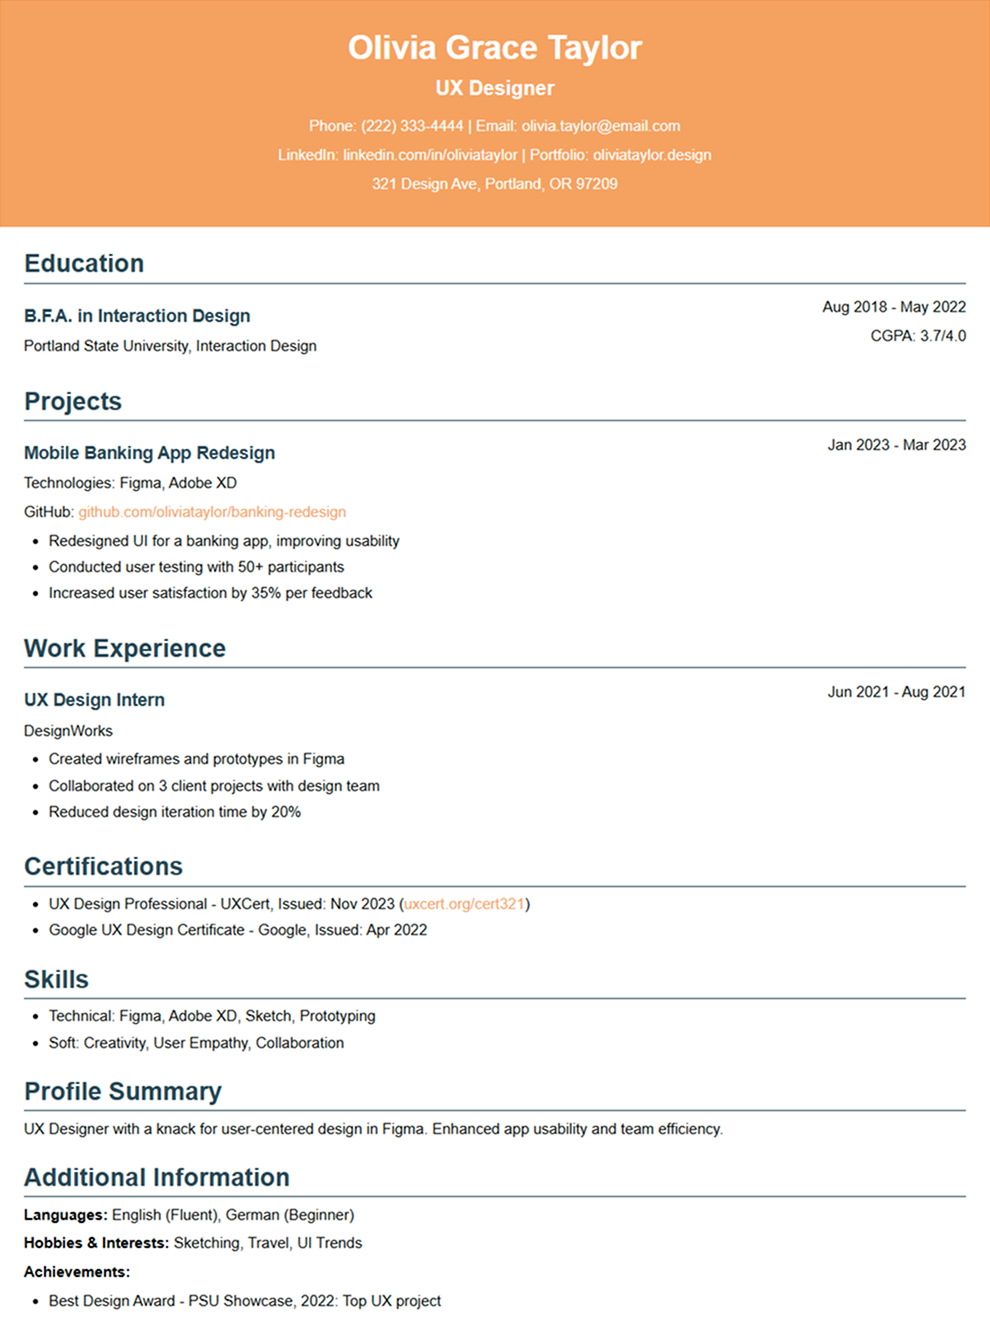 Olivia Grace Taylor
UX Designer
Phone: (222) 333-4444 | Email: olivia.taylor@email.com
LinkedIn: linkedin.com/in/oliviataylor | Portfolio: oliviataylor.design
321 Design Ave, Portland, OR 97209
Education
B.F.A. in Interaction Design
Aug 2018 - May 2022
Portland State University, Interaction Design
CGPA: 3.7/4.0
Projects
Mobile Banking App Redesign
Jan 2023 - Mar 2023
Technologies: Figma, Adobe XD
GitHub: github.com/oliviataylor/banking-redesign
• Redesigned UI for a banking app, improving usability
• Conducted user testing with 50+ participants
• Increased user satisfaction by 35% per feedback
Work Experience
UX Design Intern
Jun 2021 - Aug 2021
DesignWorks
• Created wireframes and prototypes in Figma
• Collaborated on 3 client projects with design team
• Reduced design iteration time by 20%
Certifications
• UX Design Professional - UXCert, Issued: Nov 2023 (uxcert.org/cert321)
• Google UX Design Certificate - Google, Issued: Apr 2022
Skills
• Technical: Figma, Adobe XD, Sketch, Prototyping
• Soft: Creativity, User Empathy, Collaboration
Profile Summary
UX Designer with a knack for user-centered design in Figma. Enhanced app usability and team efficiency.
Additional Information
Languages: English (Fluent), German (Beginner)
Hobbies & Interests: Sketching, Travel, UI Trends
Achievements:
• Best Design Award - PSU Showcase, 2022: Top UX project